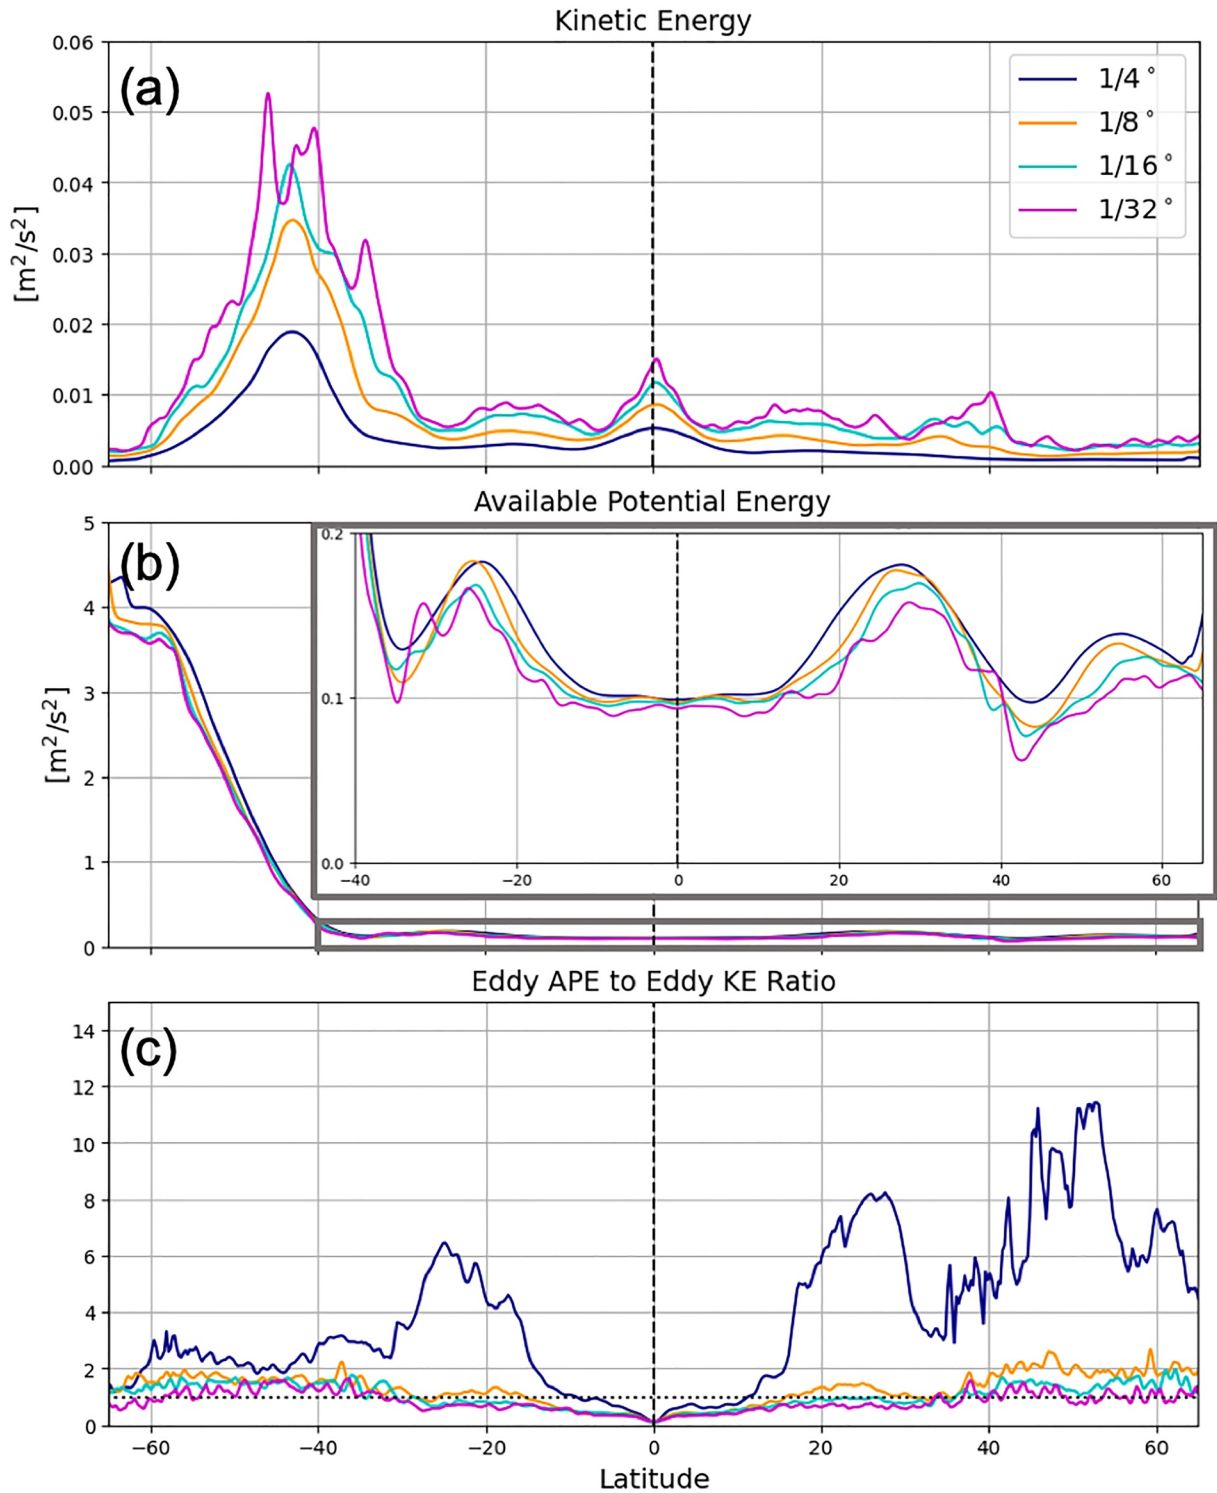 Kinetic Energy
(a)
0.06
0.05
0.04
0.03
0.02
0.01
0.00
[m²/s²]
1/4°
1/8°
1/16°
1/32°
Available Potential Energy
(b)
5
4
3
2
1
0
[m²/s²]
0.2
0.1
0.0
−40 −20 0 20 40 60
Eddy APE to Eddy KE Ratio
(c)
14
12
10
8
6
4
2
0
−60 −40 −20 0 20 40 60
Latitude